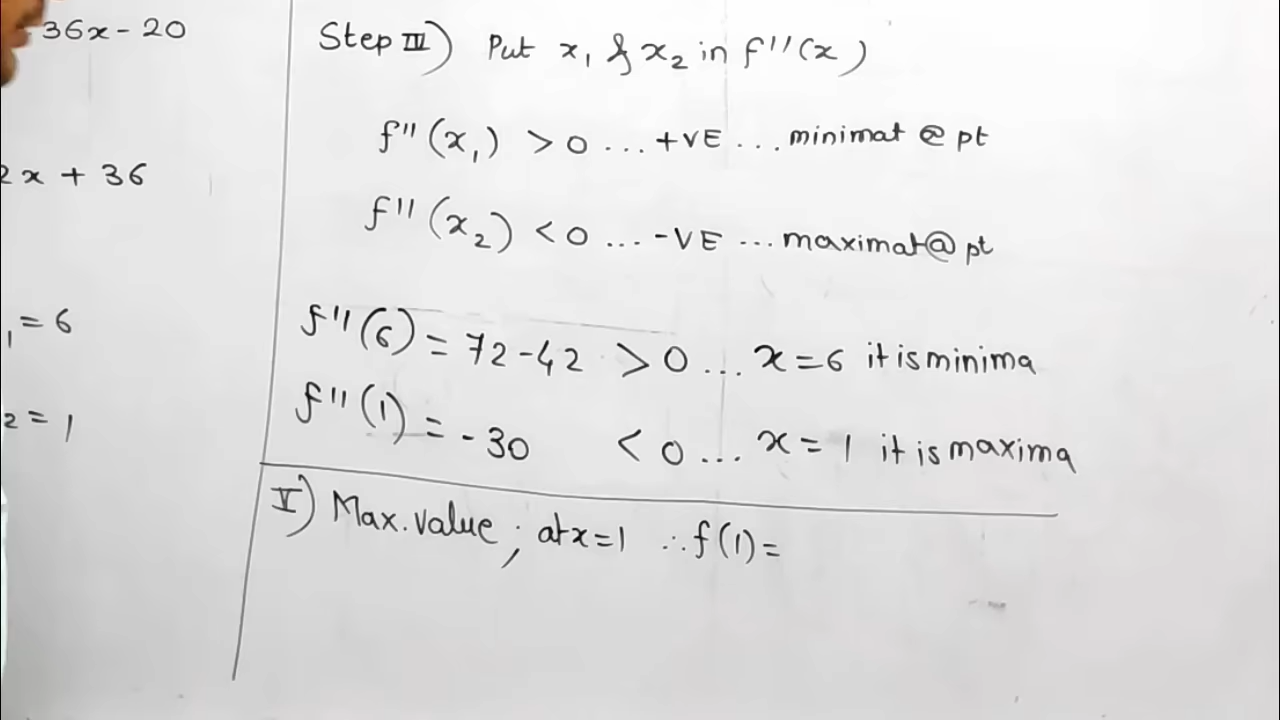 36x - 20
2x + 36
1 = 6
2 = 1
Step IV) Put x₁ & x₂ in f''(x)
f''(x₁) > 0 ... +VE ... minimat @ pt
f''(x₂) < 0 ... -VE ... maximat@ pt
f''(6) = 72-42 > 0 ... x=6 it is minima
f''(1) = -30 < 0 ... x = 1 it is maxima
V) Max. value ; at x=1 ∴ f(1) =